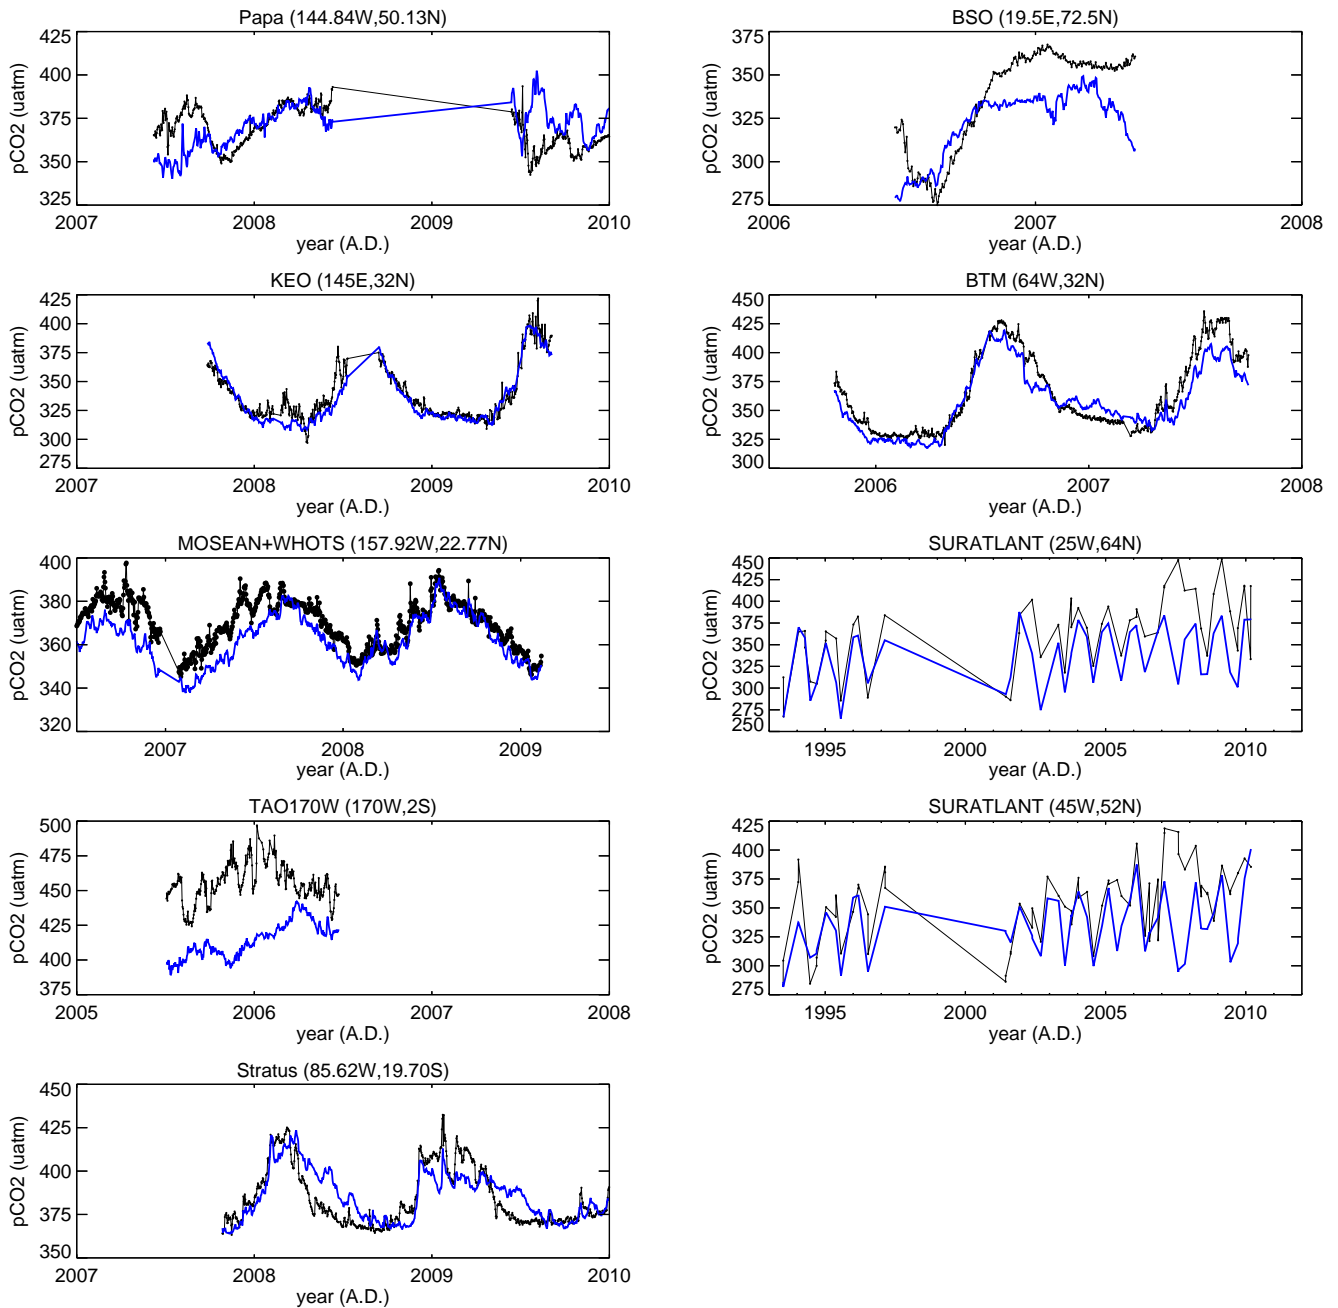 Papa (144.84W,50.13N)
pCO2 (uatm)
425
400
375
350
325
2007 2008 2009 2010
year (A.D.)
BSO (19.5E,72.5N)
pCO2 (uatm)
375
350
325
300
275
2006 2007 2008
year (A.D.)
KEO (145E,32N)
pCO2 (uatm)
425
400
375
350
325
300
275
2007 2008 2009 2010
year (A.D.)
BTM (64W,32N)
pCO2 (uatm)
450
425
400
375
350
325
300
2006 2007 2008
year (A.D.)
MOSEAN+WHOTS (157.92W,22.77N)
pCO2 (uatm)
400
380
360
340
320
2007 2008 2009
year (A.D.)
SURATLANT (25W,64N)
pCO2 (uatm)
450
425
400
375
350
325
300
275
250
1995 2000 2005 2010
year (A.D.)
TAO170W (170W,2S)
pCO2 (uatm)
500
475
450
425
400
375
2005 2006 2007 2008
year (A.D.)
SURATLANT (45W,52N)
pCO2 (uatm)
425
400
375
350
325
300
275
1995 2000 2005 2010
year (A.D.)
Stratus (85.62W,19.70S)
pCO2 (uatm)
450
425
400
375
350
2007 2008 2009 2010
year (A.D.)